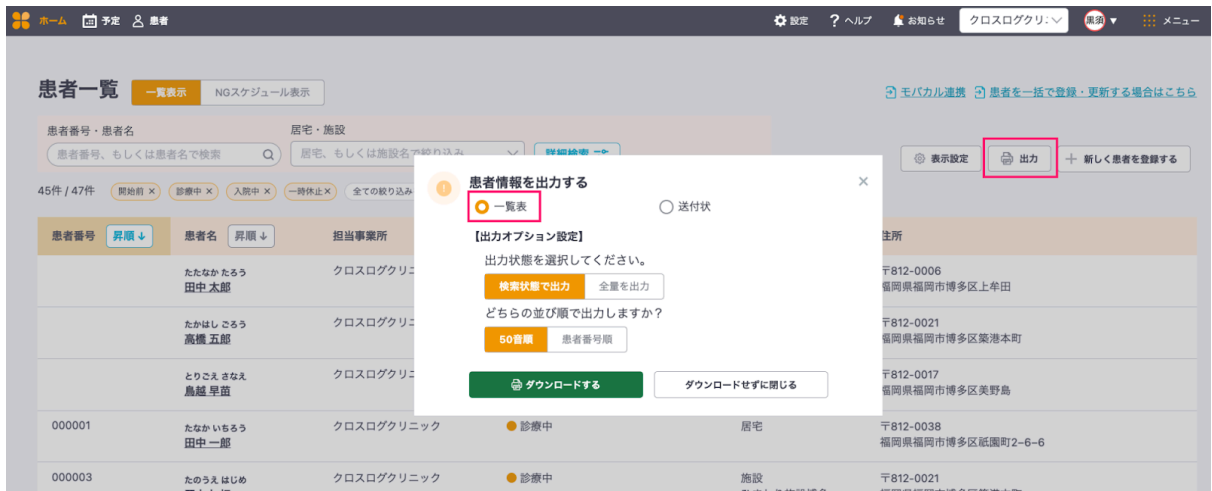 ホーム 予定 患者 設定 ヘルプ お知らせ クロスログクリ 黒須 メニュー
患者一覧 一覧表示 NGスケジュール表示 モバカル連携 患者を一括で登録・更新する場合はこちら
患者番号・患者名 居宅・施設
患者番号、もしくは患者名で検索 居宅、もしくは施設名で絞り込み 詳細検索 表示設定 出力 新しく患者を登録する
45件 / 47件 開始前 × 診療中 × 入院中 × 一時休止 × 全ての絞り込み
患者情報を出力する ×
一覧表 送付状
患者番号 昇順↓ 患者名 昇順↓ 担当事業所 住所
【出力オプション設定】
出力状態を選択してください。
検索状態で出力 全量を出力
どちらの並び順で出力しますか？
50音順 患者番号順
ダウンロードする ダウンロードせずに閉じる
たたなか たろう クロスログクリニ 〒812-0006
田中 太郎 福岡県福岡市博多区上牟田
たかはし ごろう クロスログクリニ 〒812-0021
高橋 五郎 福岡県福岡市博多区築港本町
とりごえ さなえ クロスログクリニ 〒812-0017
鳥越 早苗 福岡県福岡市博多区美野島
000001 たなか いちろう クロスログクリニック 診療中 居宅 〒812-0038
田中 一郎 福岡県福岡市博多区祇園町2−6−6
000003 たのうえ はじめ クロスログクリニック 診療中 施設 〒812-0021